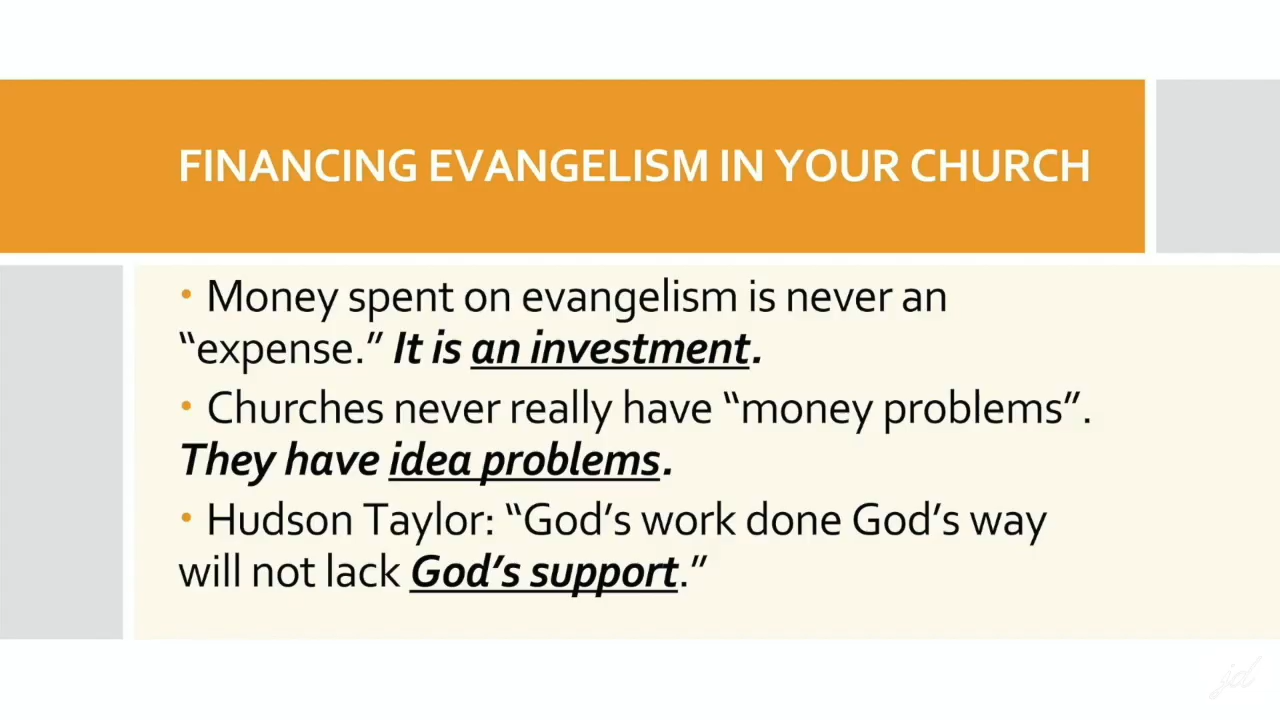 FINANCING EVANGELISM IN YOUR CHURCH
• Money spent on evangelism is never an
“expense.” It is an investment.
• Churches never really have “money problems”.
They have idea problems.
• Hudson Taylor: “God’s work done God’s way
will not lack God’s support.”
jd